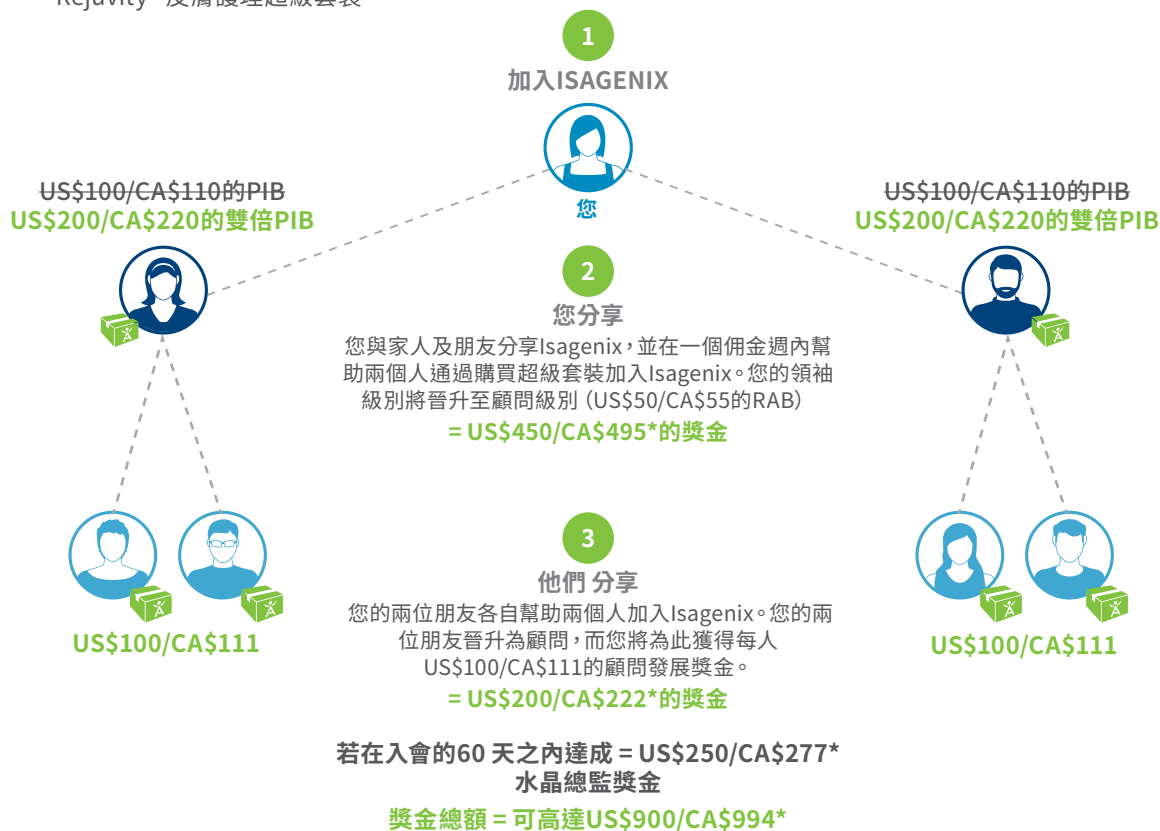 Rejuvity® 皮膚護理超級套裝
1
加入ISAGENIX
您
US$100/CA$110的PIB
US$200/CA$220的雙倍PIB
US$100/CA$110的PIB
US$200/CA$220的雙倍PIB
2
您分享
您與家人及朋友分享Isagenix，並在一個佣金週內幫
助兩個人通過購買超級套裝加入Isagenix。您的領袖
級別將晉升至顧問級別（US$50/CA$55的RAB）
= US$450/CA$495*的獎金
3
他們 分享
您的兩位朋友各自幫助兩個人加入Isagenix。您的兩
位朋友晉升為顧問，而您將為此獲得每人
US$100/CA$111的顧問發展獎金。
= US$200/CA$222*的獎金
US$100/CA$111
US$100/CA$111
若在入會的60 天之內達成 = US$250/CA$277*
水晶總監獎金
獎金總額 = 可高達US$900/CA$994*